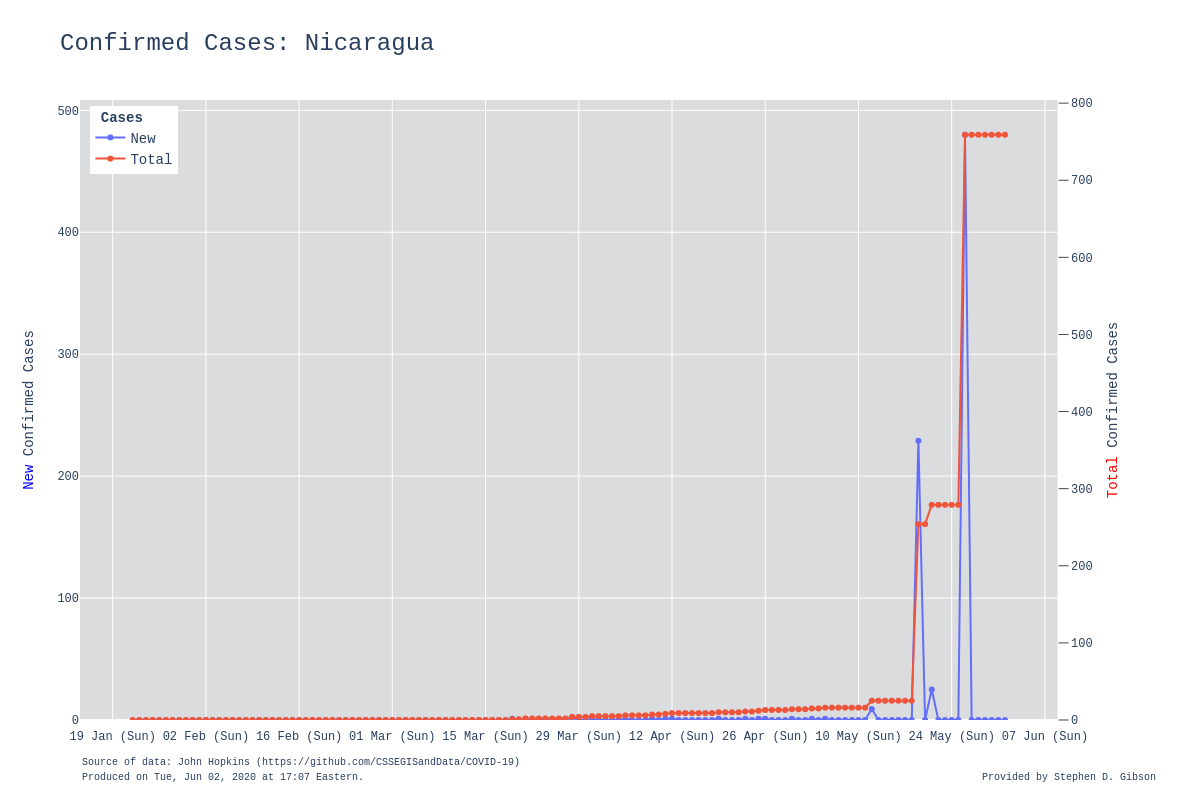 Confirmed Cases: Nicaragua
Cases
New
Total
500
400
300
200
100
0
800
700
600
500
400
300
200
100
0
New Confirmed Cases
Total Confirmed Cases
19 Jan (Sun) 02 Feb (Sun) 16 Feb (Sun) 01 Mar (Sun) 15 Mar (Sun) 29 Mar (Sun) 12 Apr (Sun) 26 Apr (Sun) 10 May (Sun) 24 May (Sun) 07 Jun (Sun)
Source of data: John Hopkins (https://github.com/CSSEGISandData/COVID-19)
Produced on Tue, Jun 02, 2020 at 17:07 Eastern.
Provided by Stephen D. Gibson